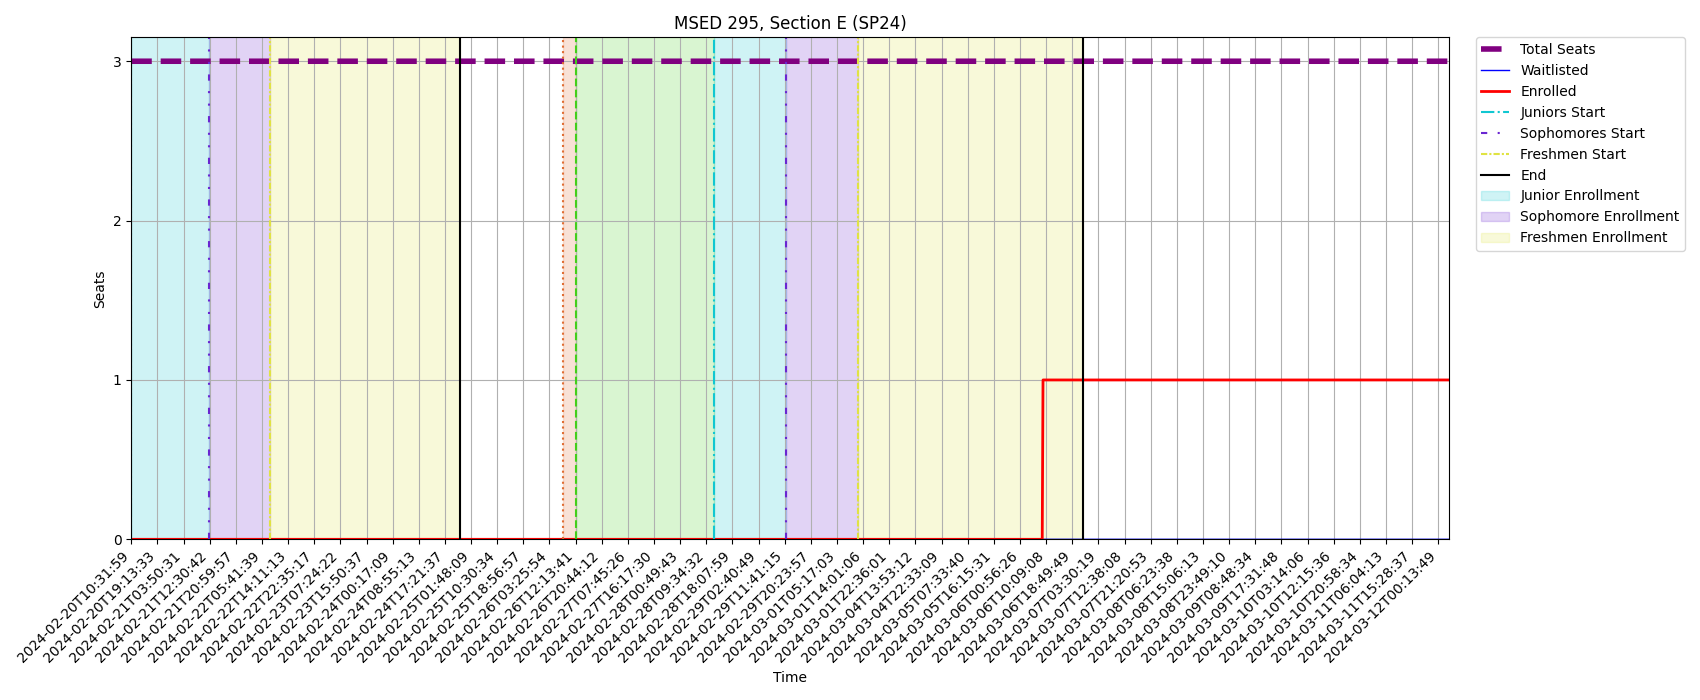 MSED 295, Section E (SP24)
Seats
3
2
1
0
2024-02-20T10:31:59
2024-02-20T19:13:33
2024-02-21T03:50:31
2024-02-21T12:30:42
2024-02-21T20:59:57
2024-02-22T05:41:39
2024-02-22T14:11:13
2024-02-22T22:35:17
2024-02-23T07:24:22
2024-02-23T15:50:37
2024-02-24T00:17:09
2024-02-24T08:55:13
2024-02-24T17:21:37
2024-02-25T01:48:09
2024-02-25T10:30:34
2024-02-25T18:56:57
2024-02-26T03:25:54
2024-02-26T12:13:41
2024-02-26T20:44:12
2024-02-27T07:45:26
2024-02-27T16:17:30
2024-02-28T00:49:43
2024-02-28T09:34:32
2024-02-28T18:07:59
2024-02-29T02:40:49
2024-02-29T11:41:15
2024-02-29T20:23:57
2024-03-01T05:17:03
2024-03-01T14:01:06
2024-03-01T22:36:01
2024-03-04T13:53:12
2024-03-04T22:33:09
2024-03-05T07:33:40
2024-03-05T16:15:31
2024-03-06T00:56:26
2024-03-06T10:09:08
2024-03-06T18:49:49
2024-03-07T03:30:19
2024-03-07T12:38:08
2024-03-07T21:20:53
2024-03-08T06:23:38
2024-03-08T15:06:13
2024-03-08T23:49:10
2024-03-09T08:48:34
2024-03-09T17:31:48
2024-03-10T03:14:06
2024-03-10T12:15:36
2024-03-10T20:58:34
2024-03-11T06:04:13
2024-03-11T15:28:37
2024-03-12T00:13:49
Time
Total Seats
Waitlisted
Enrolled
Juniors Start
Sophomores Start
Freshmen Start
End
Junior Enrollment
Sophomore Enrollment
Freshmen Enrollment